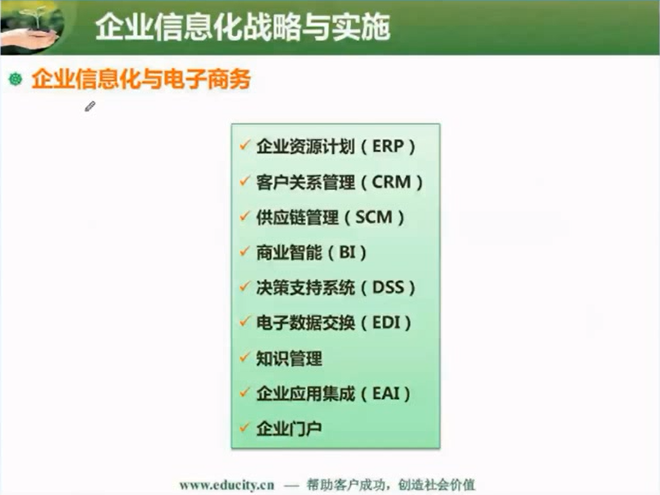 企业信息化战略与实施
企业信息化与电子商务
企业资源计划（ERP）
客户关系管理（CRM）
供应链管理（SCM）
商业智能（BI）
决策支持系统（DSS）
电子数据交换（EDI）
知识管理
企业应用集成（EAI）
企业门户
www.educity.cn — 帮助客户成功，创造社会价值